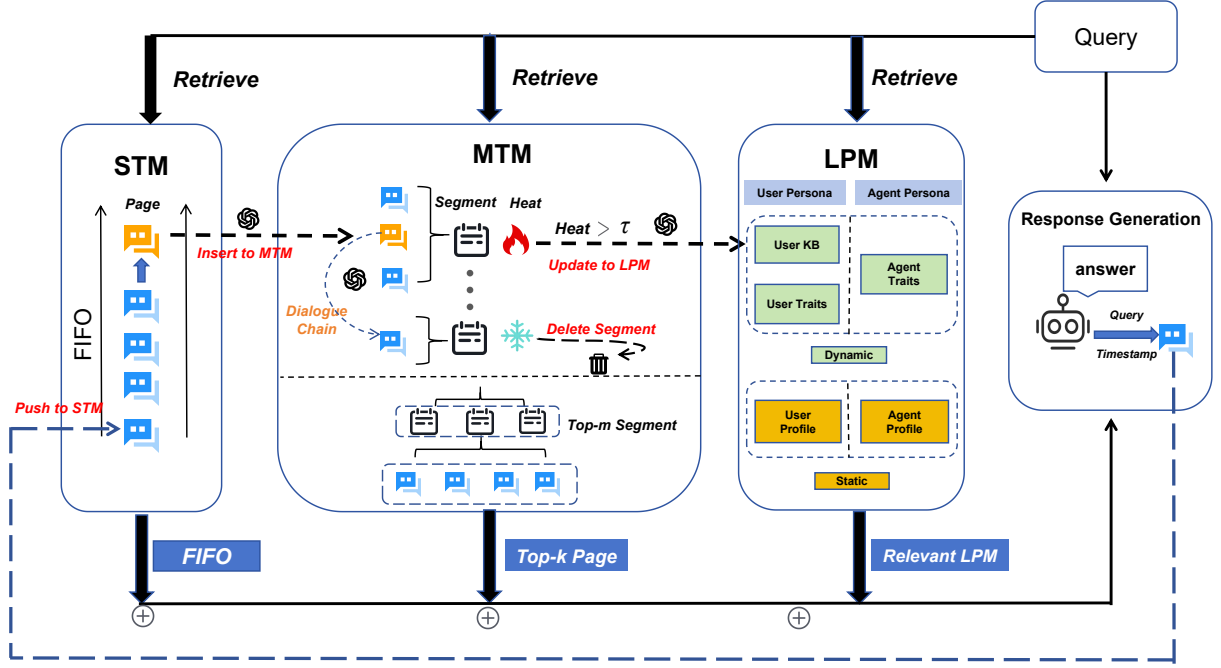 Query
Retrieve
Retrieve
Retrieve
STM
Page
FIFO
Push to STM
Insert to MTM
MTM
Segment
Heat
Dialogue
Chain
Heat > τ
Update to LPM
Delete Segment
Top-m Segment
LPM
User Persona
Agent Persona
User KB
User Traits
Agent
Traits
Dynamic
User
Profile
Agent
Profile
Static
Response Generation
answer
Query
Timestamp
FIFO
Top-k Page
Relevant LPM